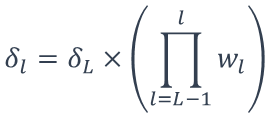 δ_l = δ_L × ( ∏_{l=L−1}^{l} w_l )